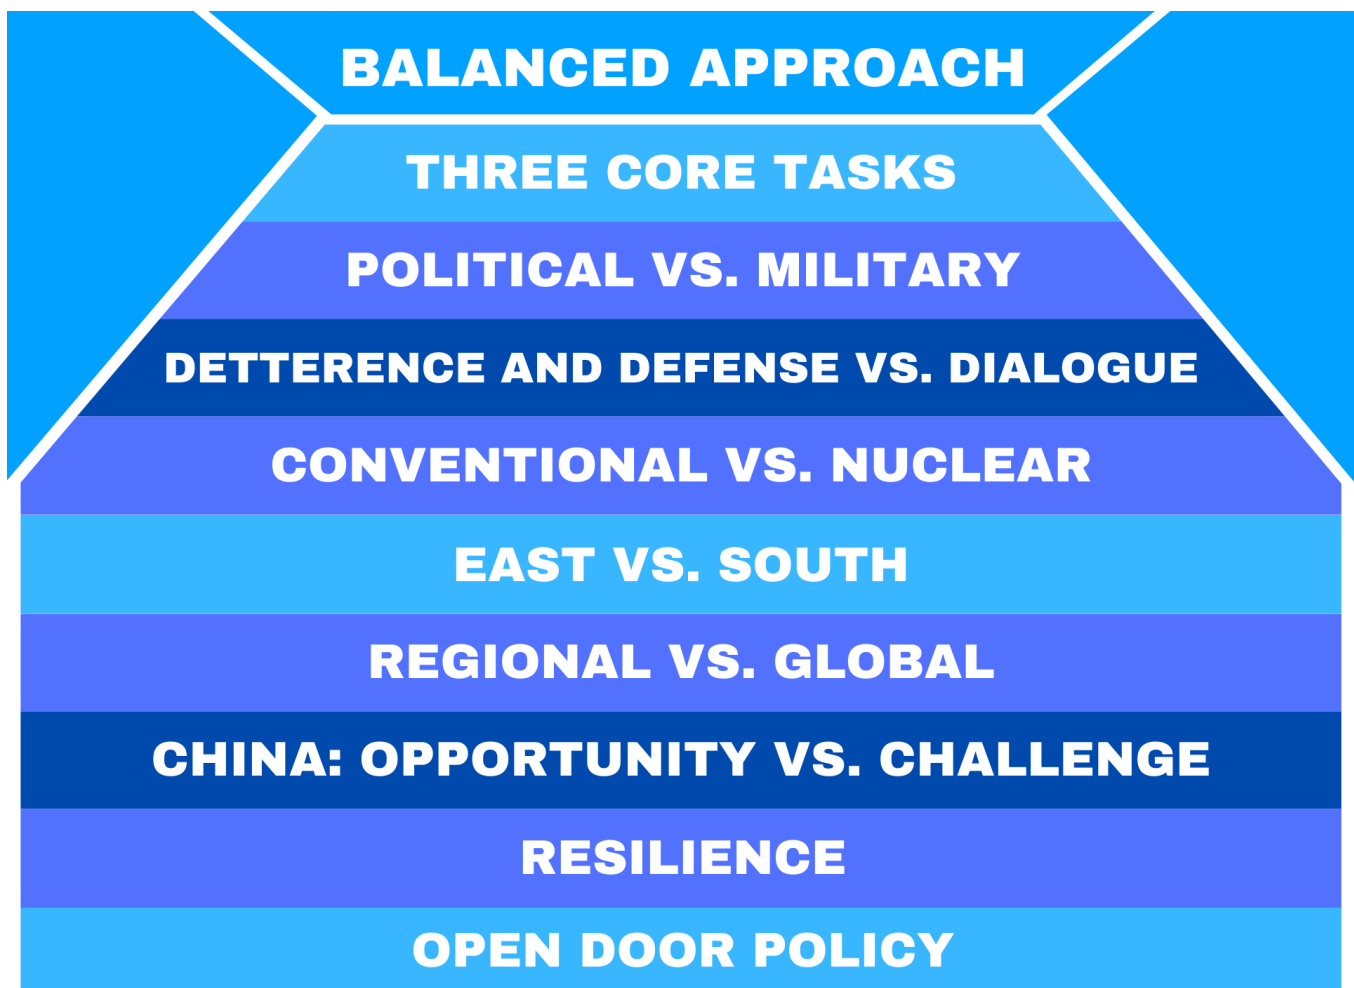 BALANCED APPROACH
THREE CORE TASKS
POLITICAL VS. MILITARY
DETTERENCE AND DEFENSE VS. DIALOGUE
CONVENTIONAL VS. NUCLEAR
EAST VS. SOUTH
REGIONAL VS. GLOBAL
CHINA: OPPORTUNITY VS. CHALLENGE
RESILIENCE
OPEN DOOR POLICY